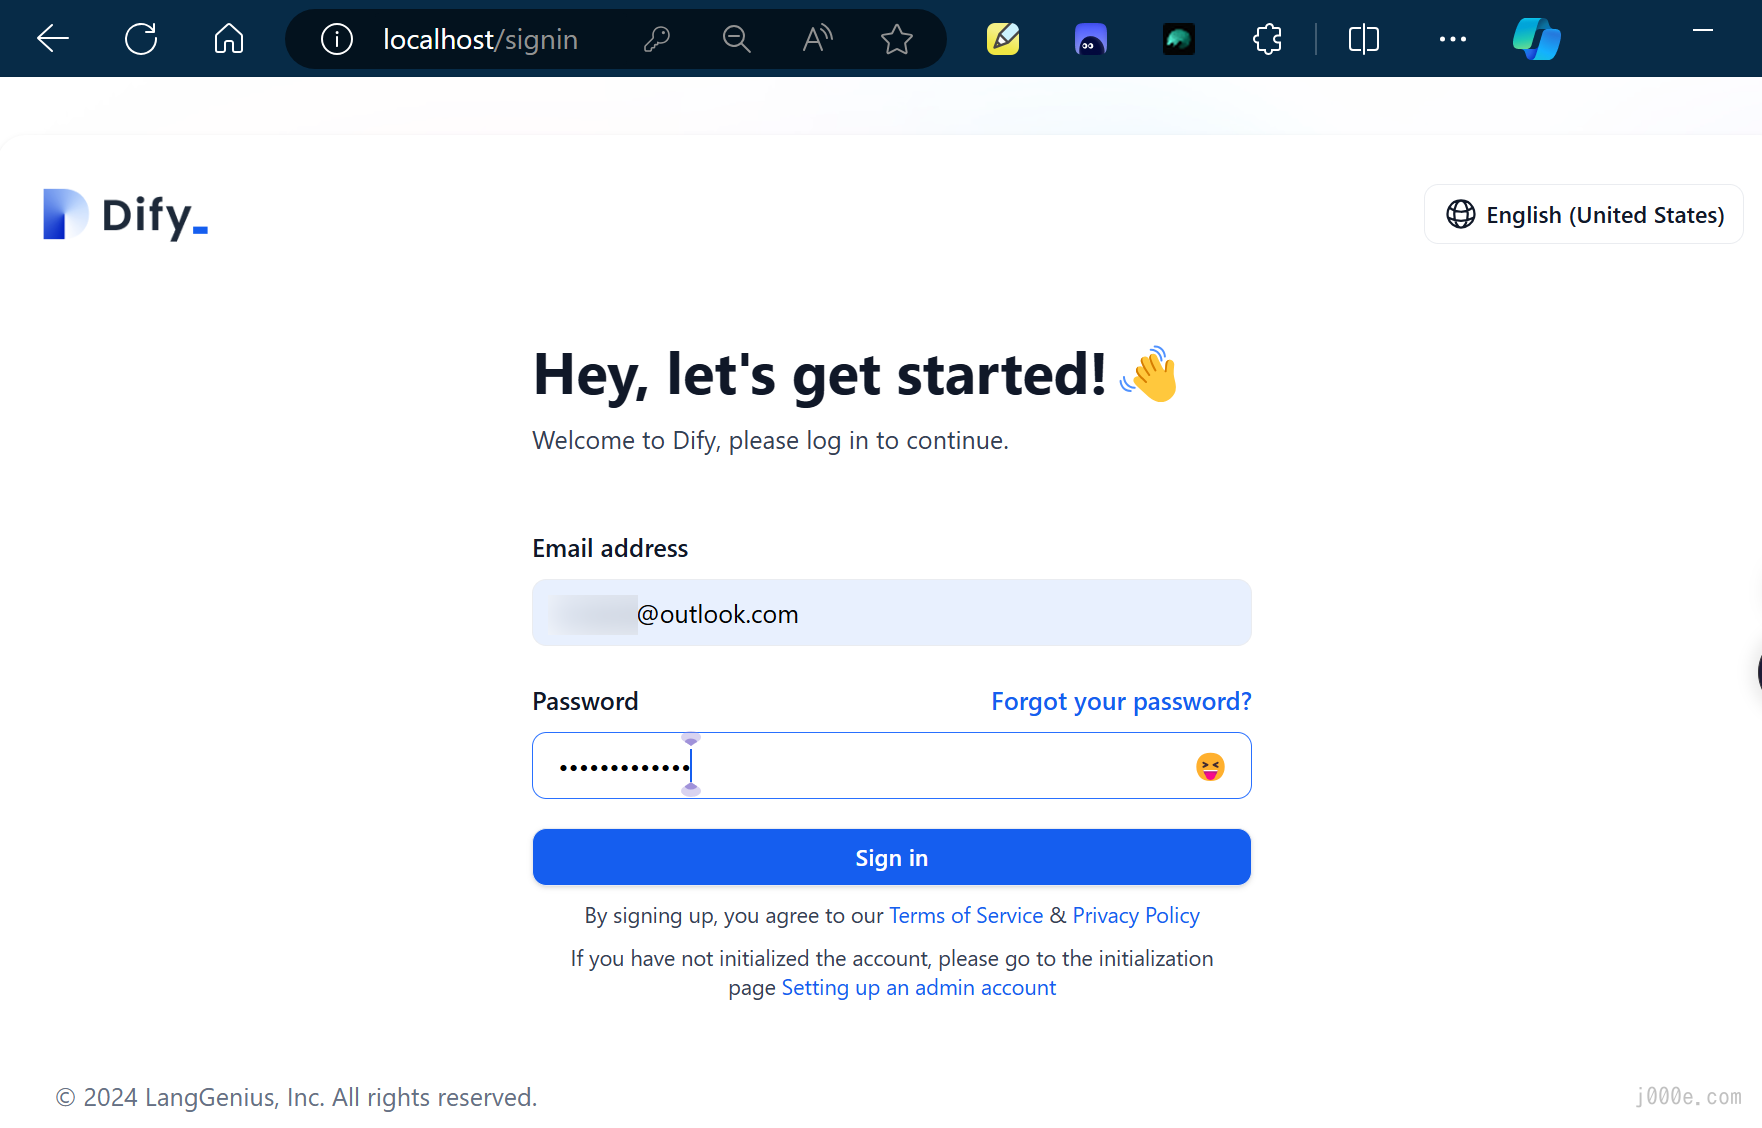 localhost/signin
Dify_
English (United States)
Hey, let's get started! 👋
Welcome to Dify, please log in to continue.
Email address
@outlook.com
Password
Forgot your password?
•••••••••••••
Sign in
By signing up, you agree to our Terms of Service & Privacy Policy
If you have not initialized the account, please go to the initialization
page Setting up an admin account
© 2024 LangGenius, Inc. All rights reserved.
j000e.com